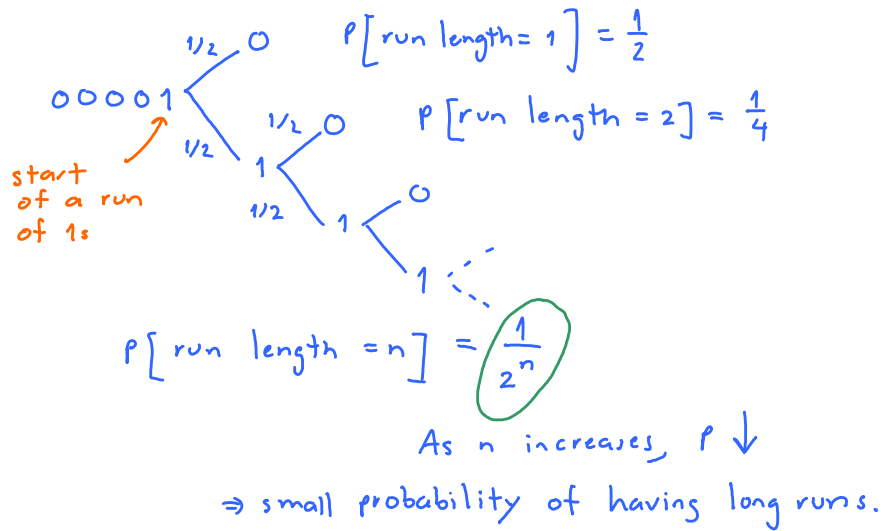 1/2 0 P[run length = 1] = 1/2
00001
1/2 0 P[run length = 2] = 1/4
1/2
start
of a run
of 1s
1
0
1/2
1
1
P[run length = n] = 1/2^n
As n increases, P ↓
⇒ small probability of having long runs.